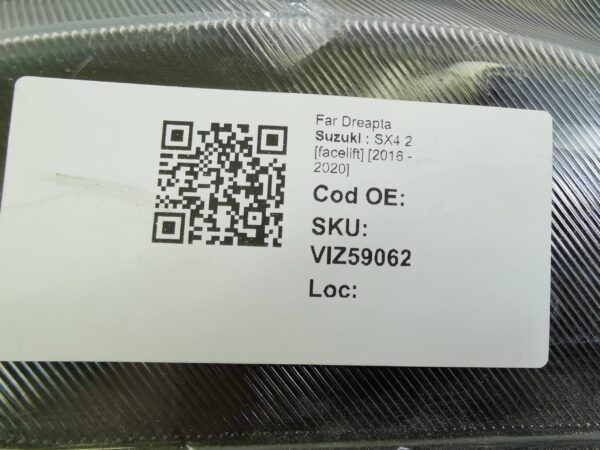 Far Dreapta
Suzuki : SX4 2
[facelift] [2016 -
2020]
Cod OE:
SKU:
VIZ59062
Loc: